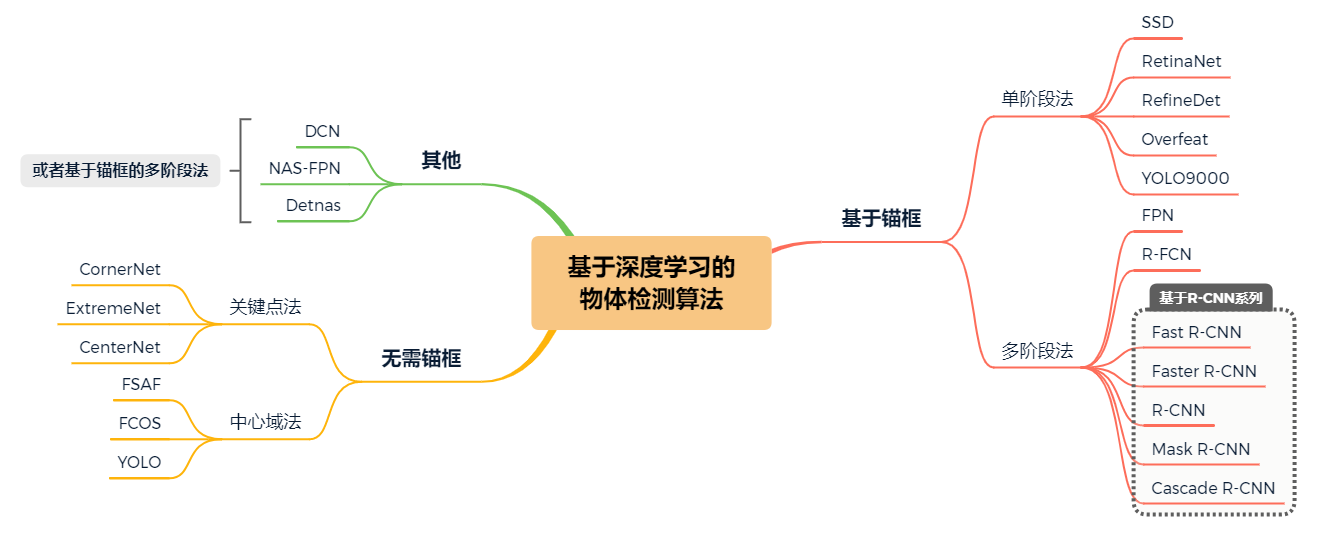 基于深度学习的
物体检测算法
基于锚框
单阶段法
SSD
RetinaNet
RefineDet
Overfeat
YOLO9000
多阶段法
FPN
R-FCN
基于R-CNN系列
Fast R-CNN
Faster R-CNN
R-CNN
Mask R-CNN
Cascade R-CNN
其他
DCN
NAS-FPN
Detnas
或者基于锚框的多阶段法
无需锚框
关键点法
CornerNet
ExtremeNet
CenterNet
中心域法
FSAF
FCOS
YOLO